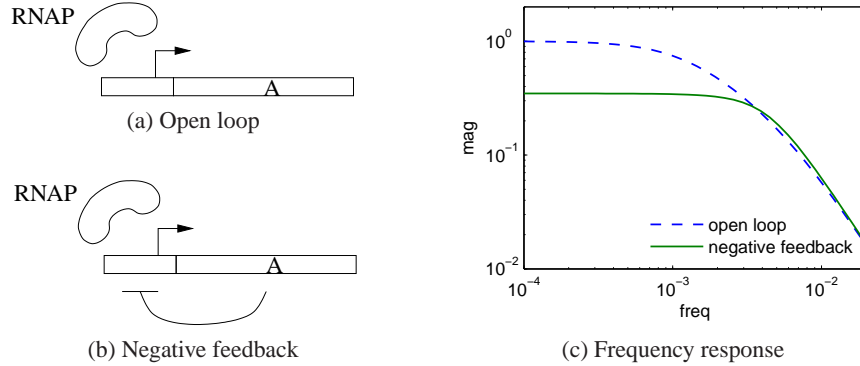 RNAP
A
(a) Open loop
RNAP
A
(b) Negative feedback
mag
10^0
10^-1
10^-2
open loop
negative feedback
10^-4
10^-3
10^-2
freq
(c) Frequency response